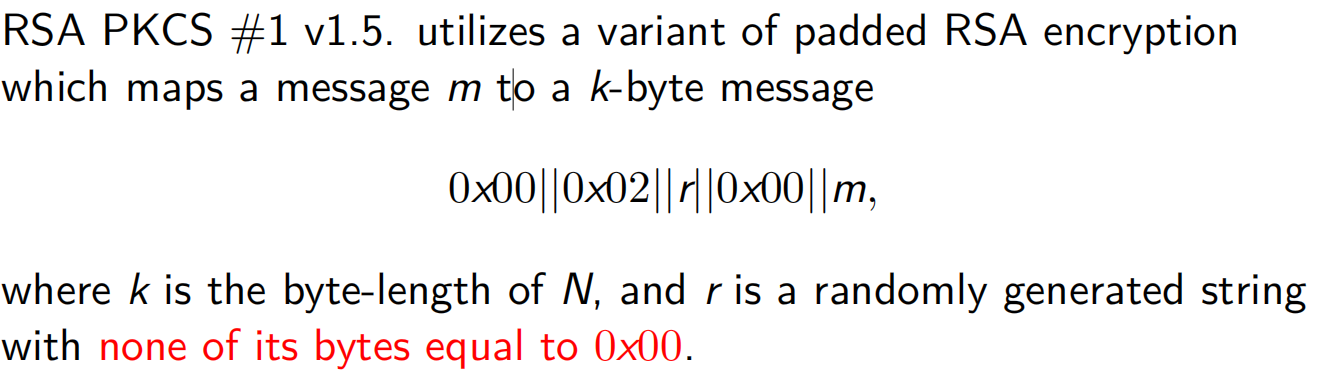 RSA PKCS #1 v1.5. utilizes a variant of padded RSA encryption
which maps a message m to a k-byte message
0x00||0x02||r||0x00||m,
where k is the byte-length of N, and r is a randomly generated string
with none of its bytes equal to 0x00.